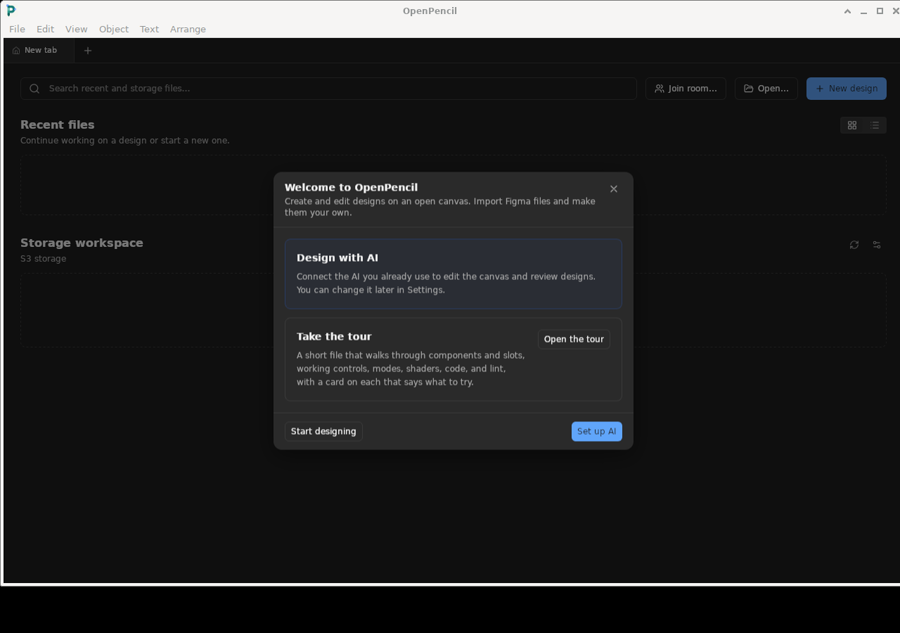 OpenPencil
File Edit View Object Text Arrange
New tab
Search recent and storage files...
Join room...
Open...
New design
Recent files
Continue working on a design or start a new one.
Welcome to OpenPencil
Create and edit designs on an open canvas. Import Figma files and make
them your own.
Storage workspace
S3 storage
Design with AI
Connect the AI you already use to edit the canvas and review designs.
You can change it later in Settings.
Take the tour
Open the tour
A short file that walks through components and slots,
working controls, modes, shaders, code, and lint,
with a card on each that says what to try.
Start designing
Set up AI